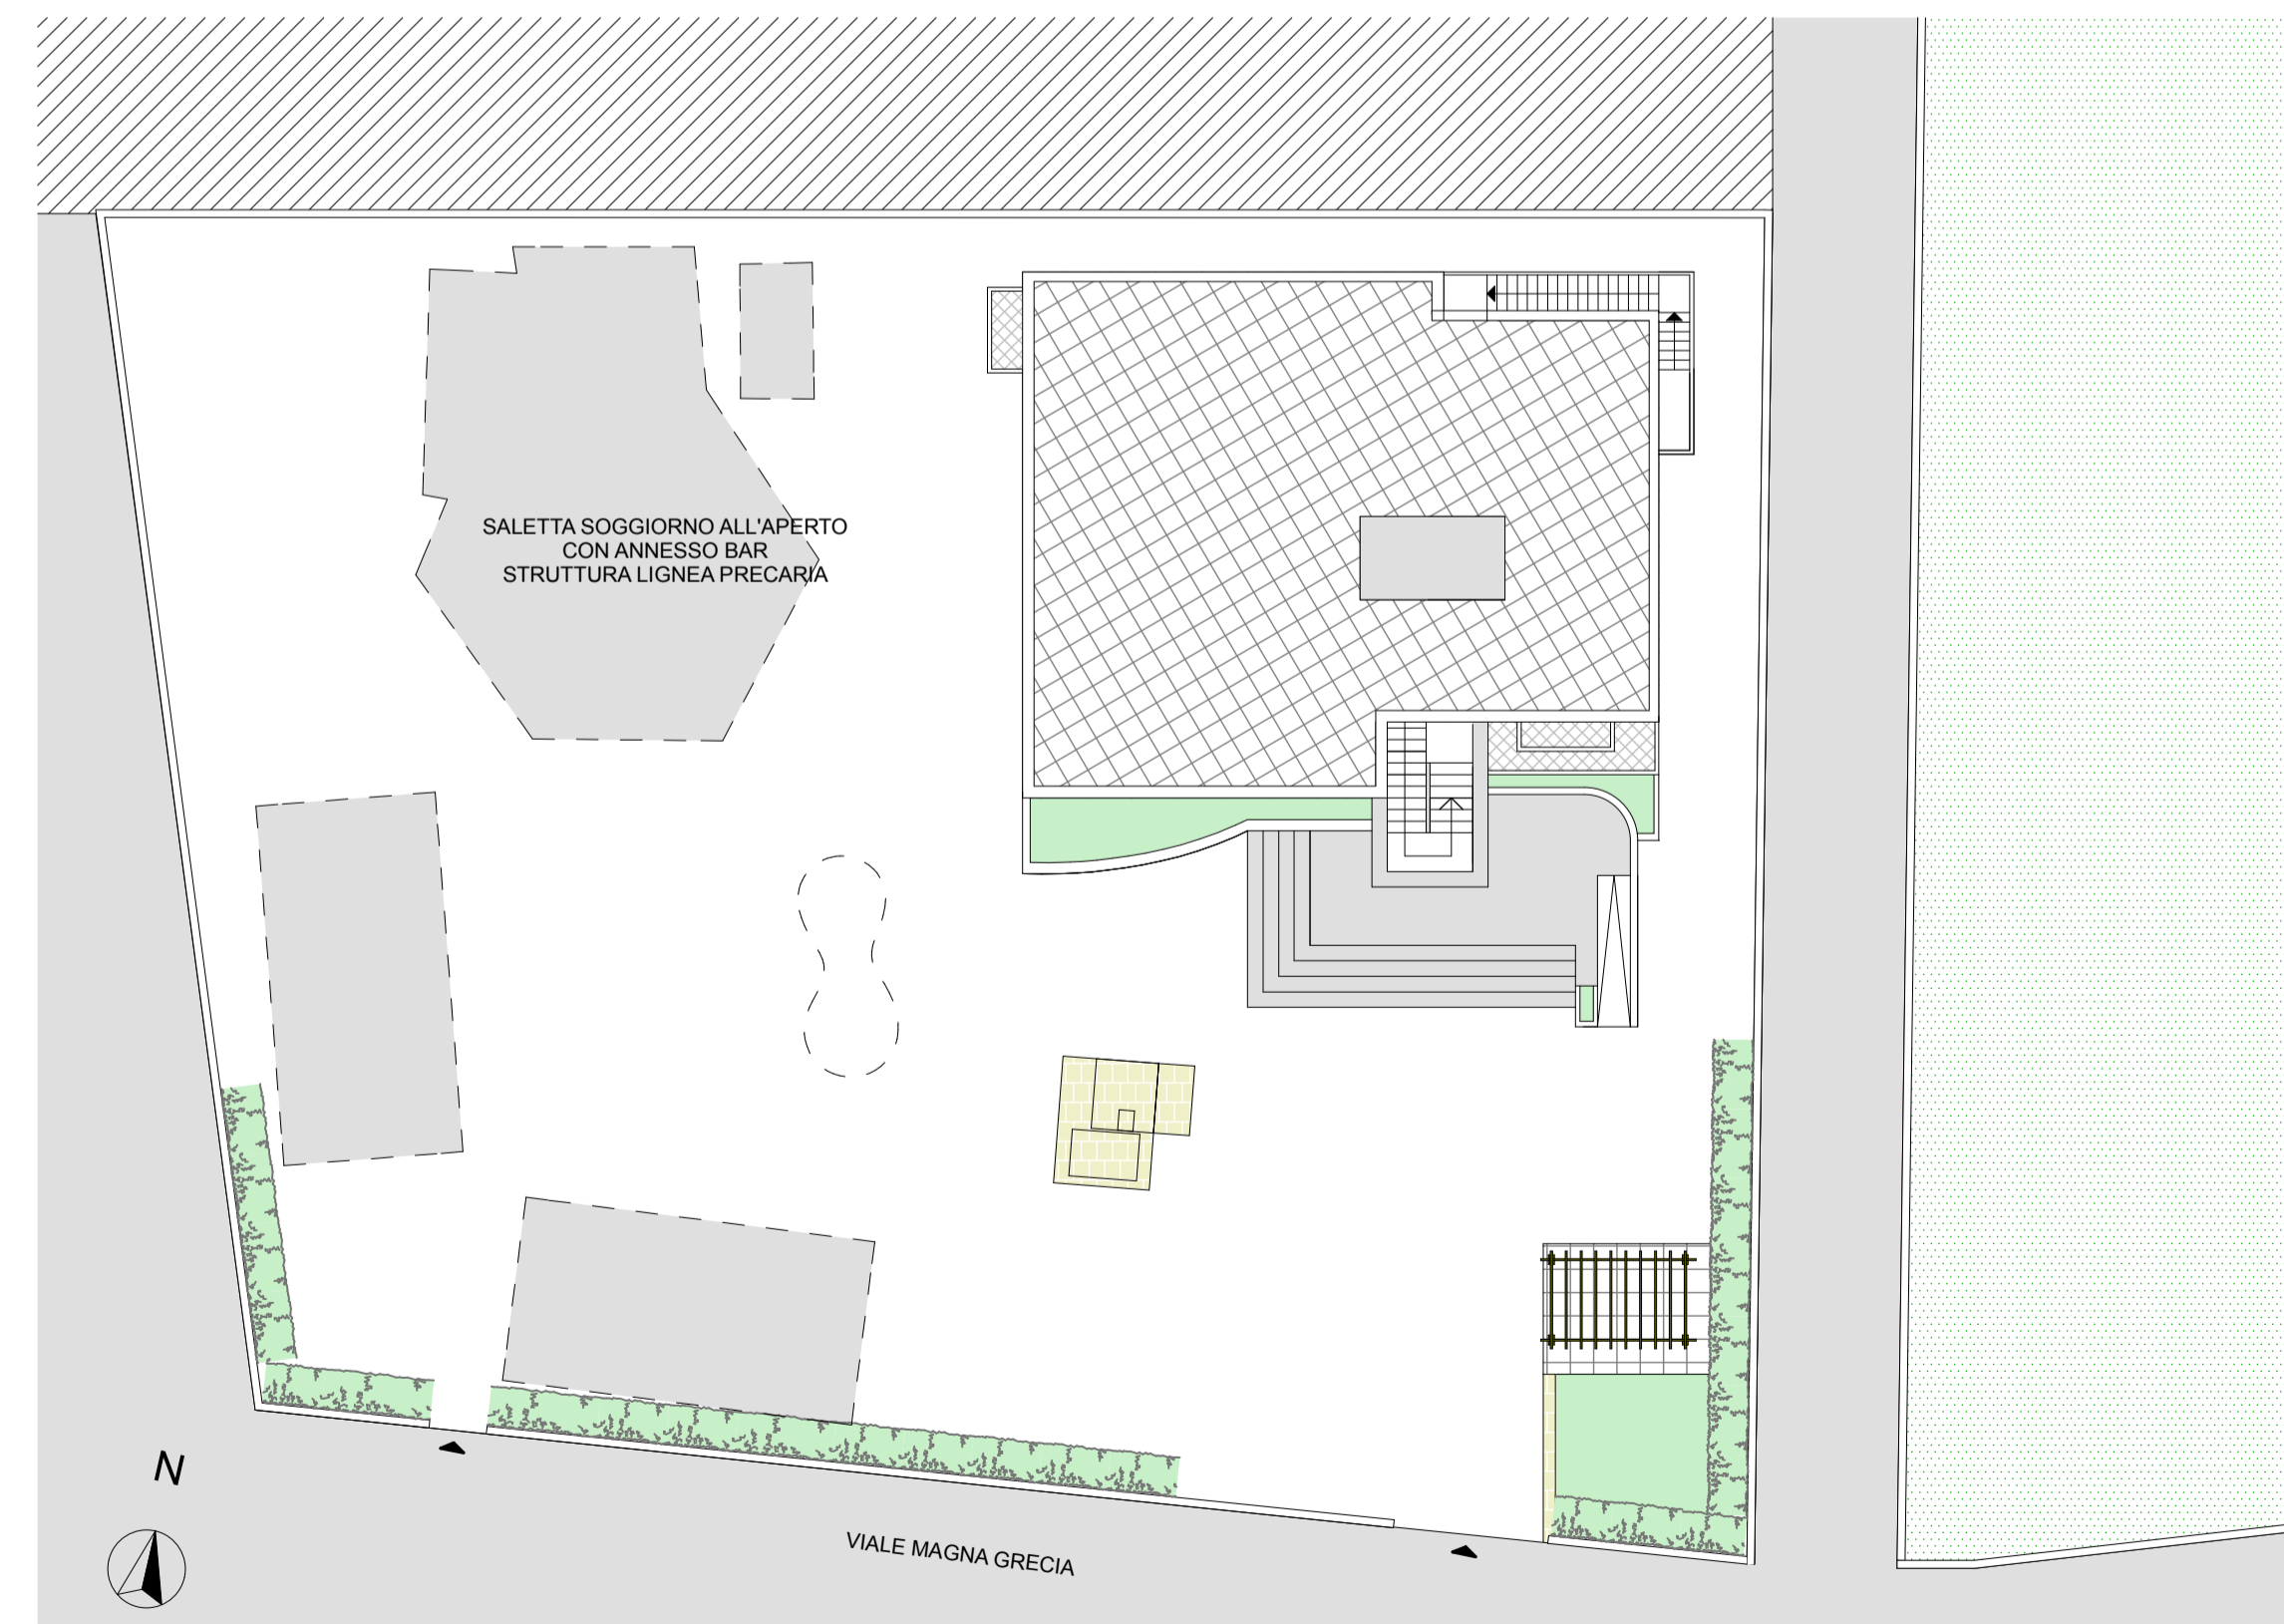 SALETTA SOGGIORNO ALL'APERTO
CON ANNESSO BAR
STRUTTURA LIGNEA PRECARIA
N
VIALE MAGNA GRECIA